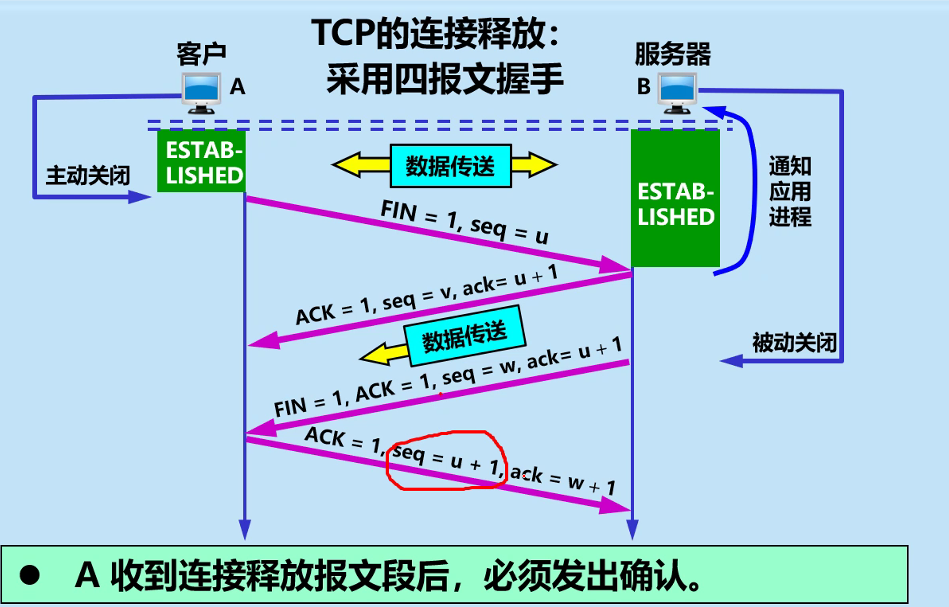 TCP的连接释放：
采用四报文握手
客户
A
服务器
B
ESTAB-
LISHED
数据传送
ESTAB-
LISHED
主动关闭
通知
应用
进程
FIN = 1, seq = u
ACK = 1, seq = v, ack= u + 1
数据传送
被动关闭
FIN = 1, ACK = 1, seq = w, ack= u + 1
ACK = 1, seq = u + 1, ack = w + 1
● A 收到连接释放报文段后，必须发出确认。